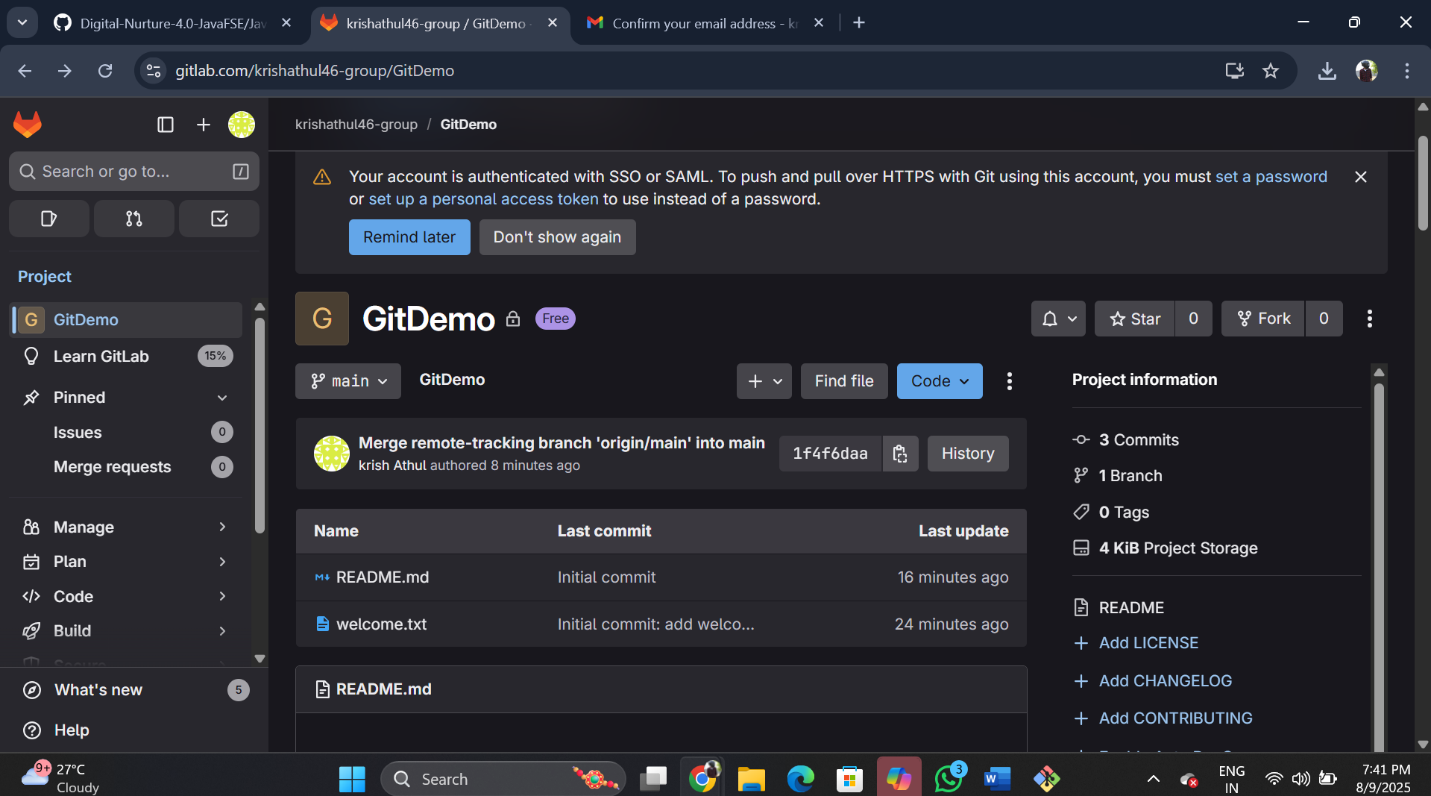 Digital-Nurture-4.0-JavaFSE/Jav
krishathul46-group / GitDemo ·
Confirm your email address - kr
gitlab.com/krishathul46-group/GitDemo
krishathul46-group / GitDemo
Search or go to... /
Your account is authenticated with SSO or SAML. To push and pull over HTTPS with Git using this account, you must set a password
or set up a personal access token to use instead of a password.
Remind later Don't show again
Project
G GitDemo
Learn GitLab 15%
Pinned
Issues 0
Merge requests 0
Manage
Plan
Code
Build
Secure
What's new 5
Help
G GitDemo Free
Star 0 Fork 0
main GitDemo Find file Code
Merge remote-tracking branch 'origin/main' into main
krish Athul authored 8 minutes ago
1f4f6daa History
Name Last commit Last update
README.md Initial commit 16 minutes ago
welcome.txt Initial commit: add welco... 24 minutes ago
README.md
Project information
3 Commits
1 Branch
0 Tags
4 KiB Project Storage
README
Add LICENSE
Add CHANGELOG
Add CONTRIBUTING
9+ 27°C
Cloudy
Search
3
ENG
IN
7:41 PM
8/9/2025